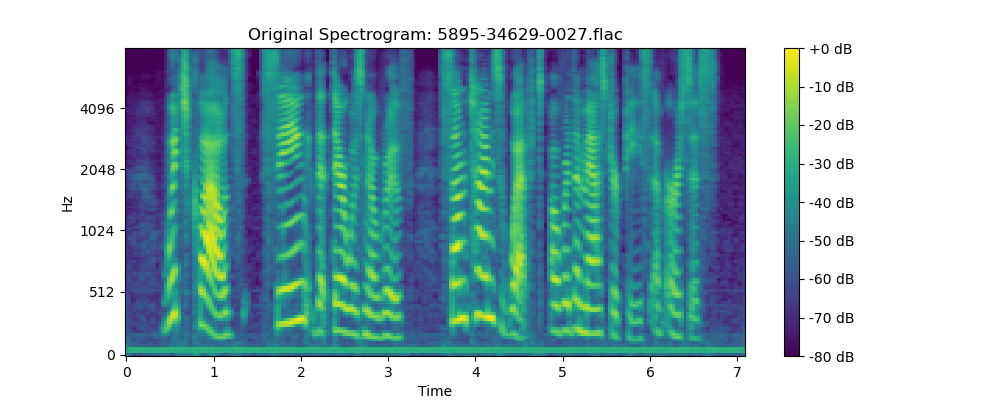 Original Spectrogram: 5895-34629-0027.flac
Hz
4096
2048
1024
512
0
0 1 2 3 4 5 6 7
Time
+0 dB
-10 dB
-20 dB
-30 dB
-40 dB
-50 dB
-60 dB
-70 dB
-80 dB